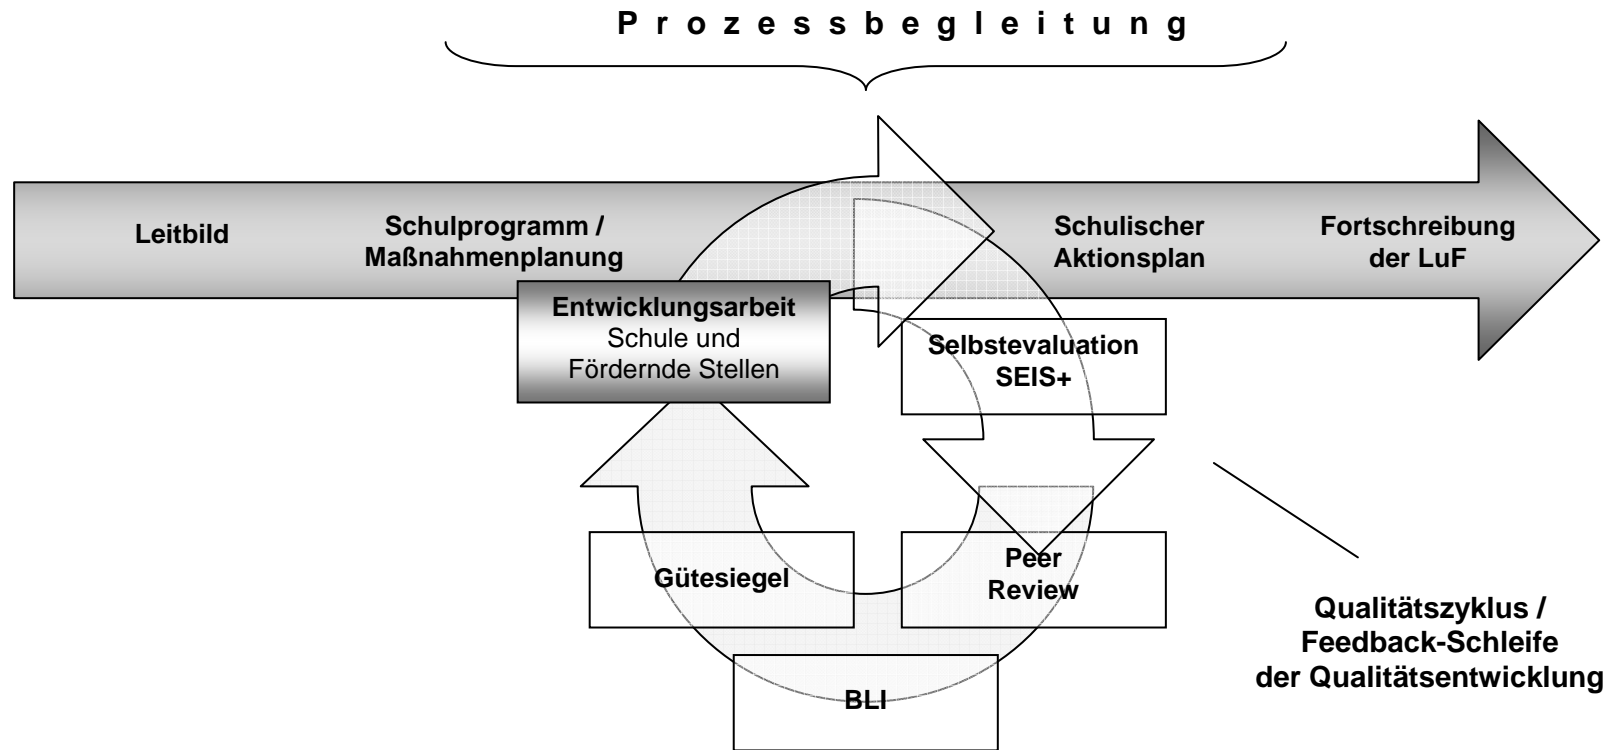 Prozessbegleitung
Leitbild
Schulprogramm /
Maßnahmenplanung
Schulischer
Aktionsplan
Fortschreibung
der LuF
Entwicklungsarbeit
Schule und
Fördernde Stellen
Selbstevaluation
SEIS+
Peer
Review
Gütesiegel
BLI
Qualitätszyklus /
Feedback-Schleife
der Qualitätsentwicklung